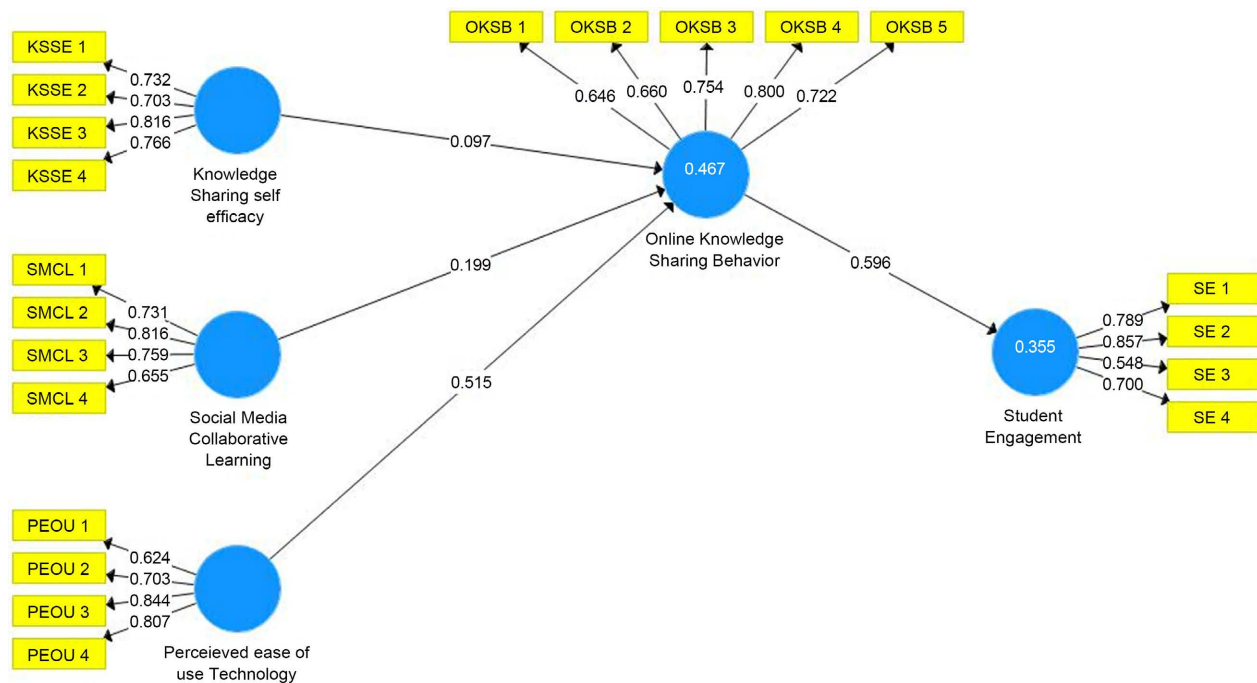 KSSE 1
KSSE 2
KSSE 3
KSSE 4
0.732
0.703
0.816
0.766
Knowledge
Sharing self
efficacy
OKSB 1
OKSB 2
OKSB 3
OKSB 4
OKSB 5
0.646
0.660
0.754
0.800
0.722
0.097
0.467
Online Knowledge
Sharing Behavior
SMCL 1
SMCL 2
SMCL 3
SMCL 4
0.731
0.816
0.759
0.655
Social Media
Collaborative
Learning
0.199
0.515
0.596
SE 1
SE 2
SE 3
SE 4
0.789
0.857
0.548
0.700
0.355
Student
Engagement
PEOU 1
PEOU 2
PEOU 3
PEOU 4
0.624
0.703
0.844
0.807
Perceieved ease of
use Technology